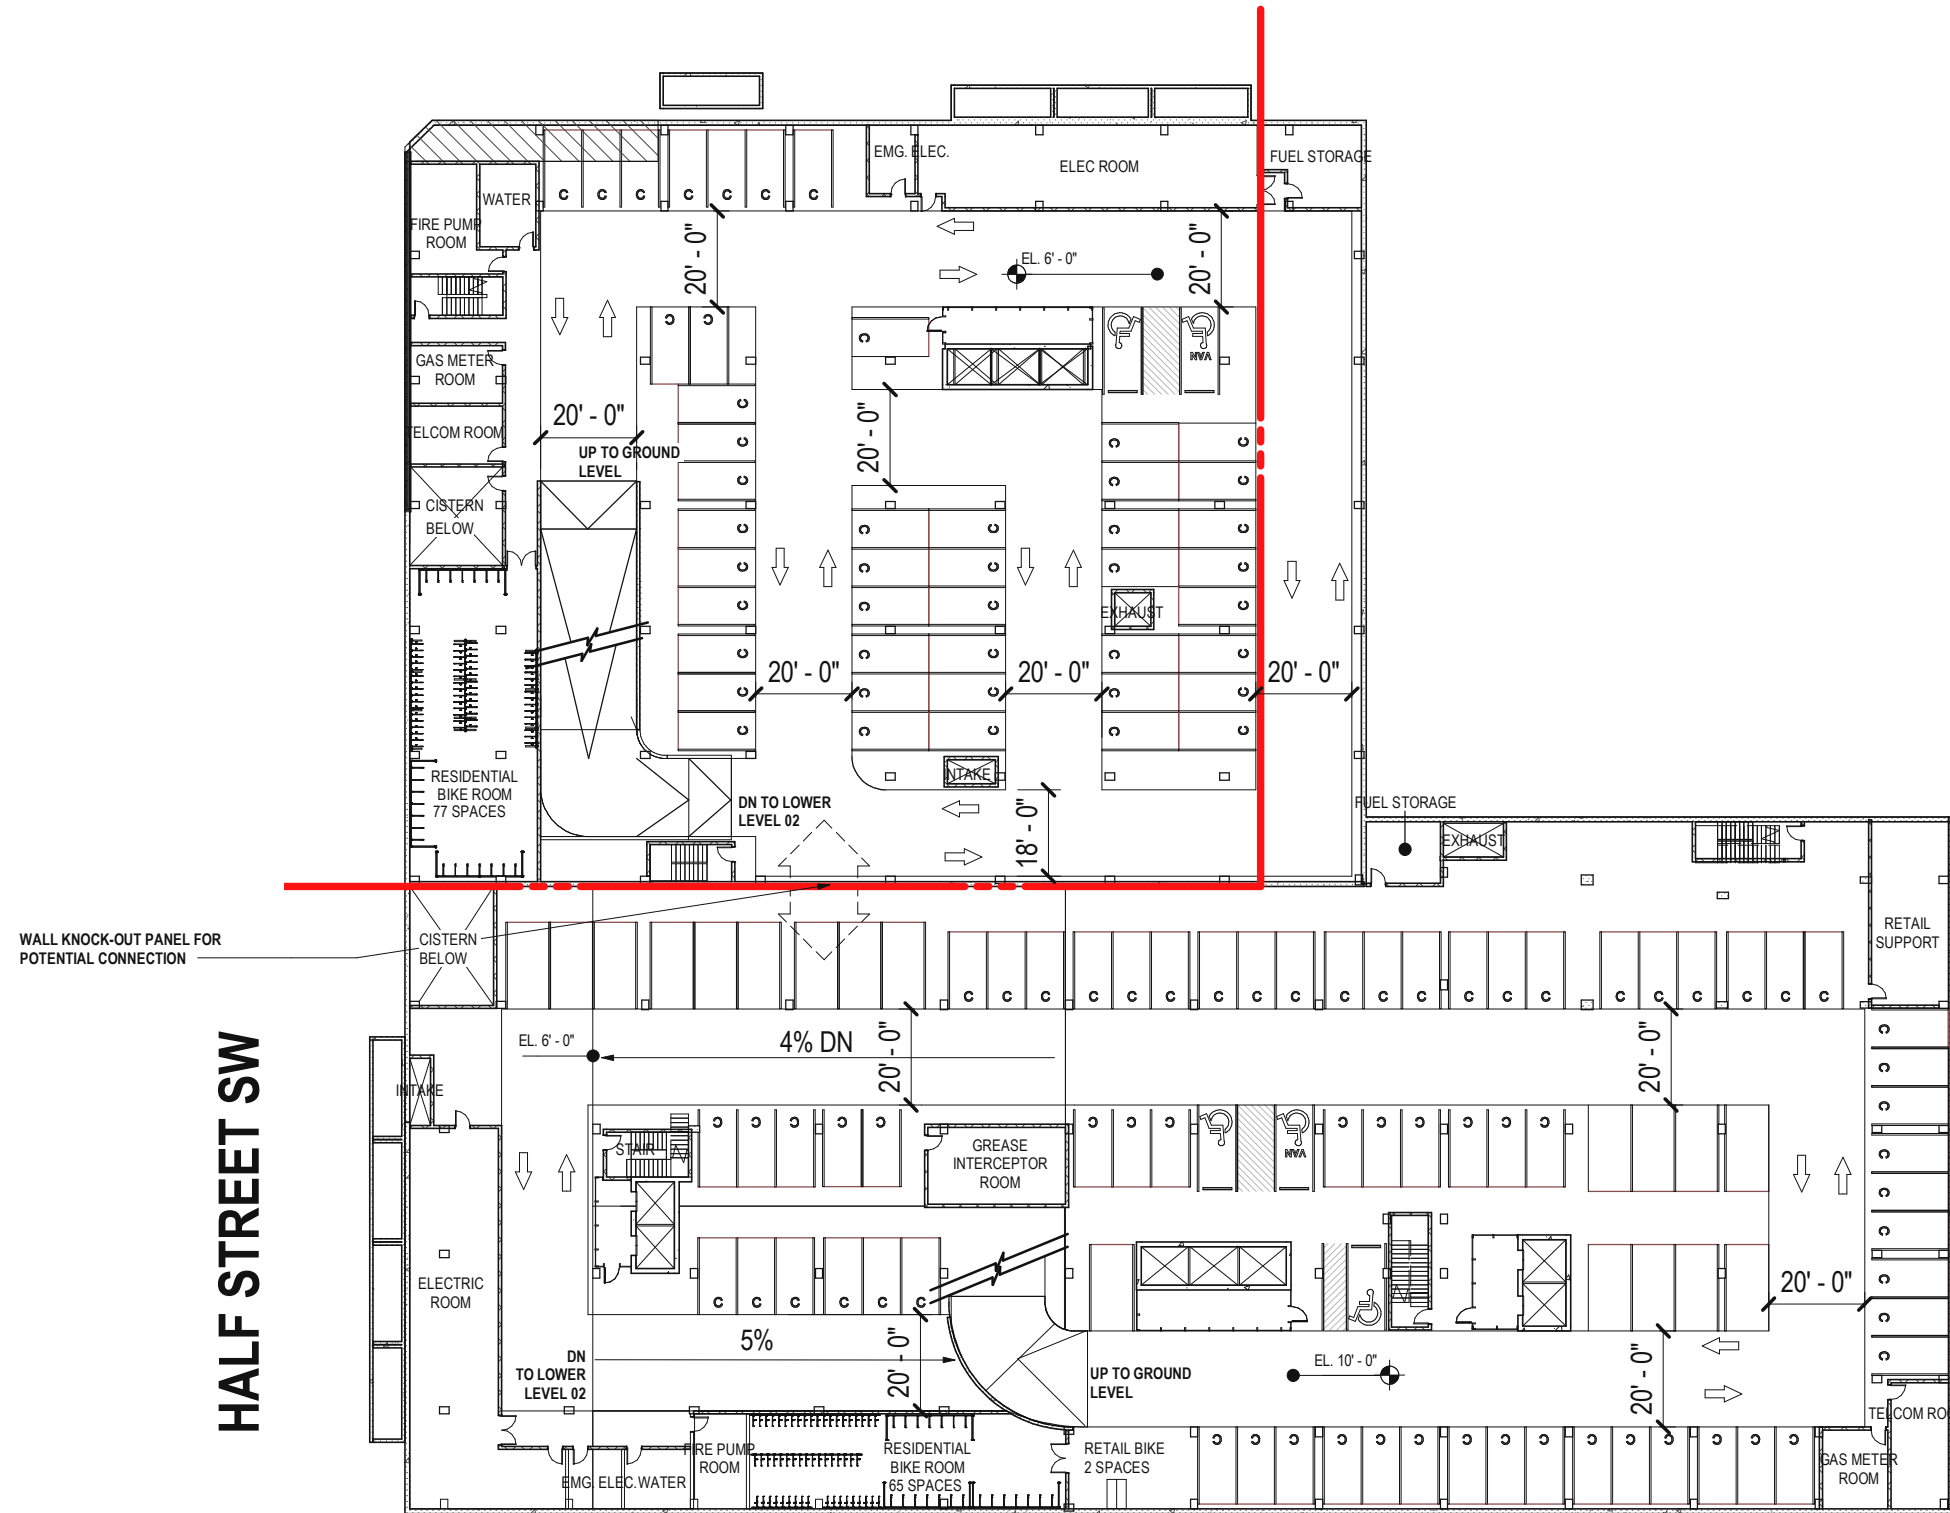 EMG. ELEC.
ELEC ROOM
FUEL STORAGE
WATER
FIRE PUMP
ROOM
C C C C C C C
20' - 0"
20' - 0"
EL. 6' - 0"
C C
C
VAN
GAS METER
ROOM
TELCOM ROOM
20' - 0"
20' - 0"
UP TO GROUND
LEVEL
CISTERN
BELOW
EXHAUST
20' - 0"
20' - 0"
20' - 0"
RESIDENTIAL
BIKE ROOM
77 SPACES
INTAKE
DN TO LOWER
LEVEL 02
18' - 0"
FUEL STORAGE
EXHAUST
WALL KNOCK-OUT PANEL FOR
POTENTIAL CONNECTION
CISTERN
BELOW
RETAIL
SUPPORT
C C C C C C C C C C C C C C C C C C
EL. 6' - 0"
4% DN
20' - 0"
20' - 0"
INTAKE
HALF STREET SW
STAIR
C C C C C
GREASE
INTERCEPTOR
ROOM
C C C
VAN
C C C C C C
ELECTRIC
ROOM
C C C C C C
20' - 0"
5%
20' - 0"
DN
TO LOWER
LEVEL 02
UP TO GROUND
LEVEL
EL. 10' - 0"
20' - 0"
TELCOM RO
FIRE PUMP
ROOM
EMG. ELEC.
WATER
RESIDENTIAL
BIKE ROOM
65 SPACES
RETAIL BIKE
2 SPACES
C C C C C C C C C C C C C C C
GAS METER
ROOM